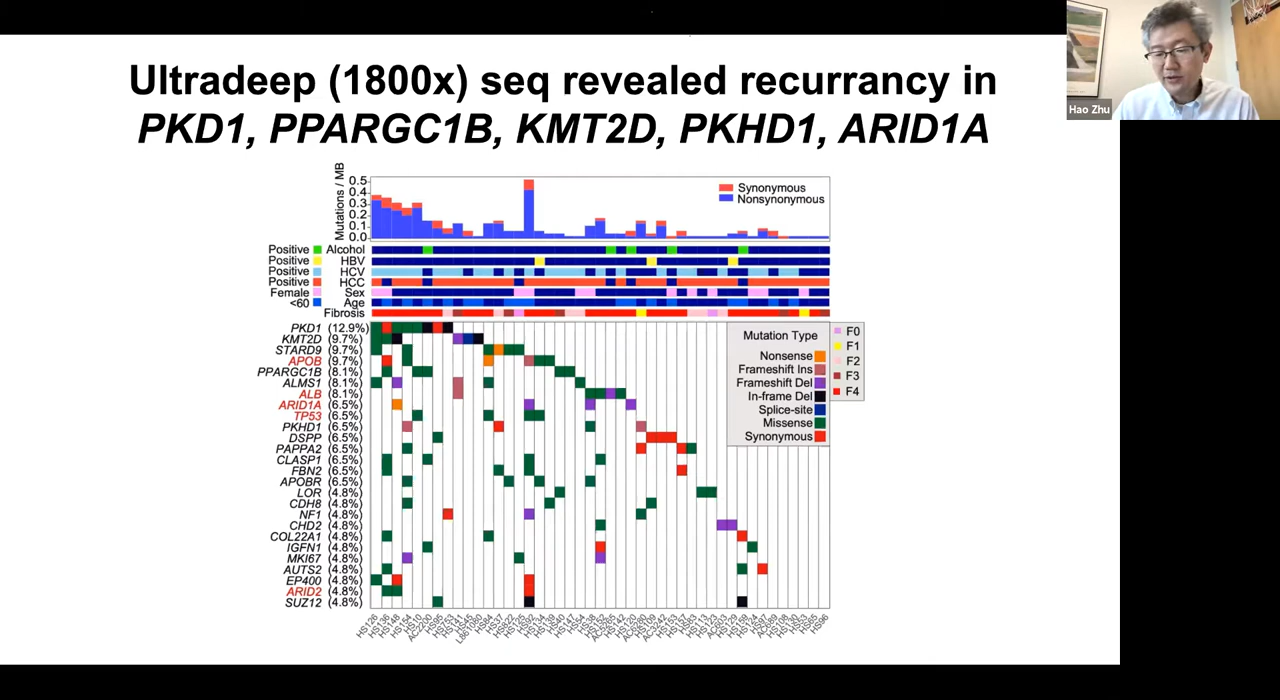 Ultradeep (1800x) seq revealed recurrancy in
PKD1, PPARGC1B, KMT2D, PKHD1, ARID1A
Hao Zhu
Mutations / MB
0.5
0.4
0.3
0.2
0.1
0.0
Synonymous
Nonsynonymous
Positive Alcohol
Positive HBV
Positive HCV
Positive HCC
Female Sex
<60 Age
Fibrosis
PKD1 (12.9%)
KMT2D (9.7%)
STARD9 (9.7%)
APOB (9.7%)
PPARGC1B (8.1%)
ALMS1 (8.1%)
ALB (8.1%)
ARID1A (6.5%)
TP53 (6.5%)
PKHD1 (6.5%)
DSPP (6.5%)
PAPPA2 (6.5%)
CLASP1 (6.5%)
FBN2 (6.5%)
APOBR (6.5%)
LOR (4.8%)
CDH8 (4.8%)
NF1 (4.8%)
CHD2 (4.8%)
COL22A1 (4.8%)
IGFN1 (4.8%)
MKI67 (4.8%)
AUTS2 (4.8%)
EP400 (4.8%)
ARID2 (4.8%)
SUZ12 (4.8%)
Mutation Type
Nonsense
Frameshift Ins
Frameshift Del
In-frame Del
Splice-site
Missense
Synonymous
F0
F1
F2
F3
F4
HS126
HS136
HS148
HS154
HS10
AC2200
HS95